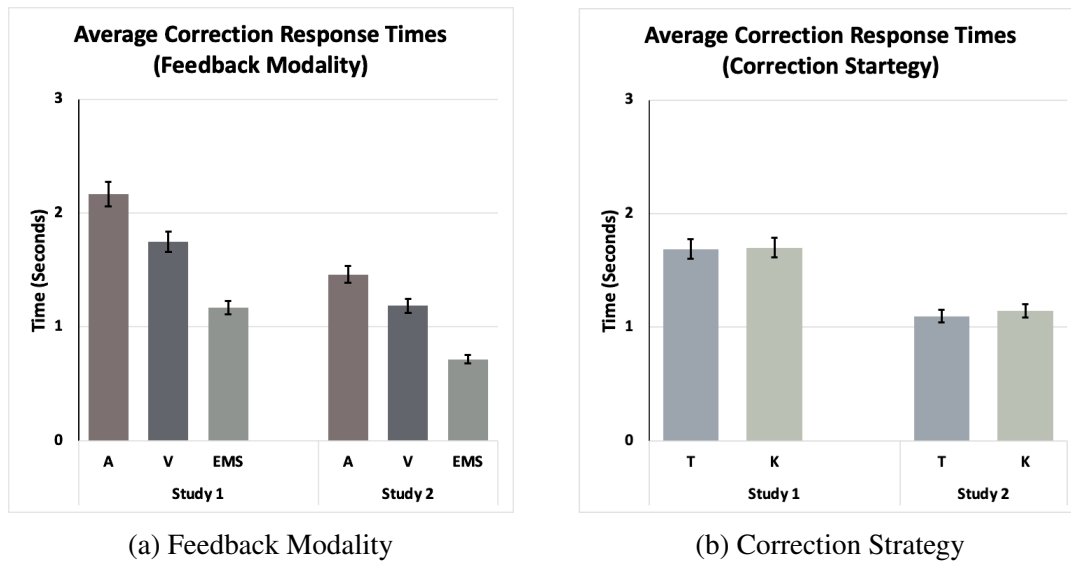 Average Correction Response Times
(Feedback Modality)
3
2
1
0
Time (Seconds)
A V EMS A V EMS
Study 1 Study 2
(a) Feedback Modality
Average Correction Response Times
(Correction Startegy)
3
2
1
0
Time (Seconds)
T K T K
Study 1 Study 2
(b) Correction Strategy